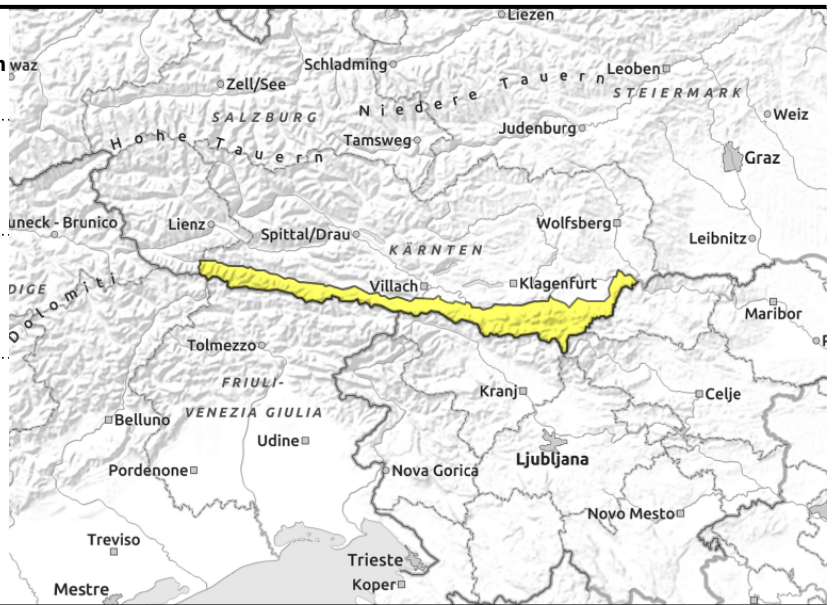 Liezen
n
waz
Schladming
Leoben
Zell/See
Niedere Tauern
STEIERMARK
SALZBURG
Weiz
Hohe Tauern
Tamsweg
Judenburg
Graz
uneck - Brunico
Lienz
Spittal/Drau
Wolfsberg
KÄRNTEN
Leibnitz
DIGE
Dolomiti
Villach
Klagenfurt
Maribor
Tolmezzo
FRIULI-
VENEZIA GIULIA
Kranj
Celje
Belluno
Udine
Ljubljana
Pordenone
Nova Gorica
Novo Mesto
Treviso
Trieste
Koper
Mestre